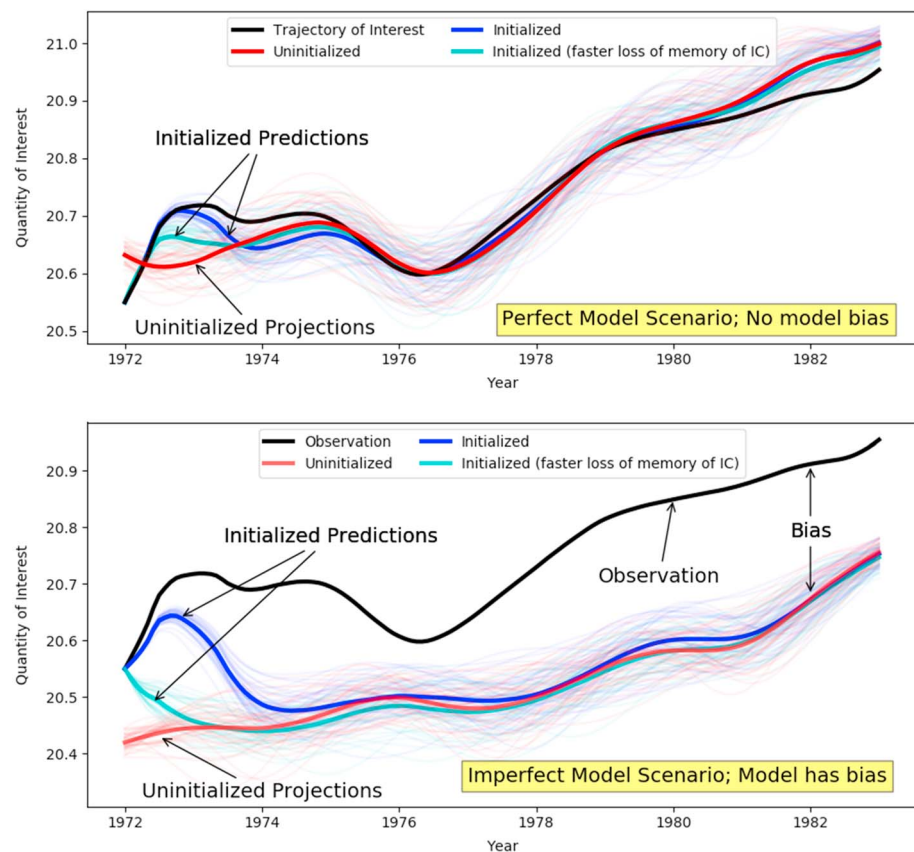 Trajectory of Interest
Uninitialized
Initialized
Initialized (faster loss of memory of IC)
21.0
20.9
20.8
20.7
20.6
20.5
Quantity of Interest
Initialized Predictions
Uninitialized Projections
Perfect Model Scenario; No model bias
1972 1974 1976 1978 1980 1982
Year
Observation
Uninitialized
Initialized
Initialized (faster loss of memory of IC)
20.9
20.8
20.7
20.6
20.5
20.4
Quantity of Interest
Initialized Predictions
Bias
Observation
Uninitialized Projections
Imperfect Model Scenario; Model has bias
1972 1974 1976 1978 1980 1982
Year